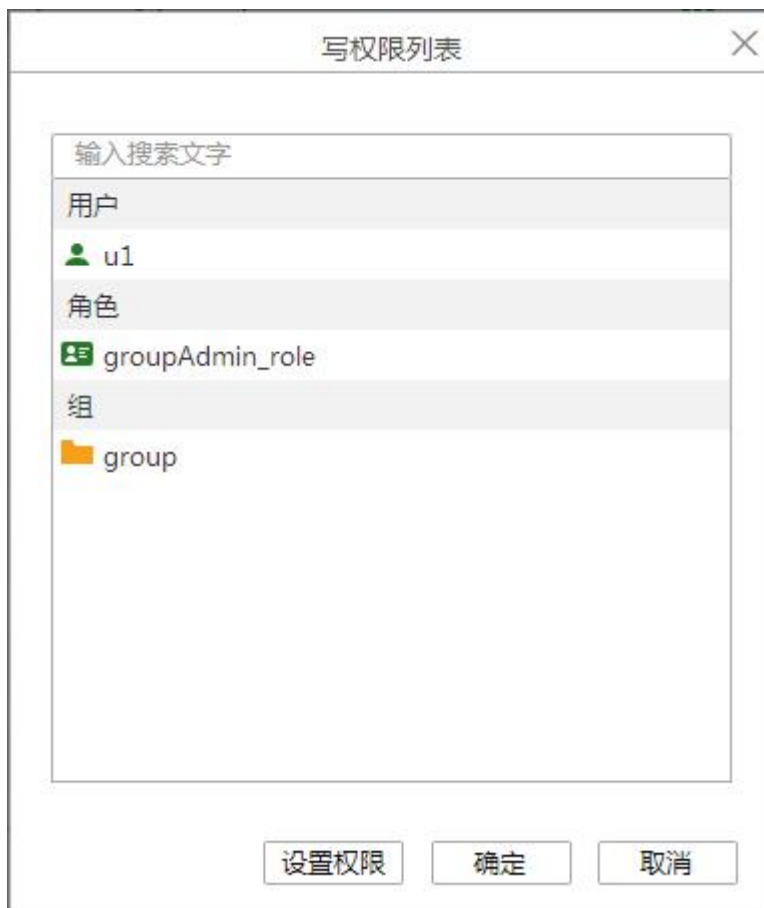 写权限列表
输入搜索文字
用户
u1
角色
groupAdmin_role
组
group
设置权限 确定 取消